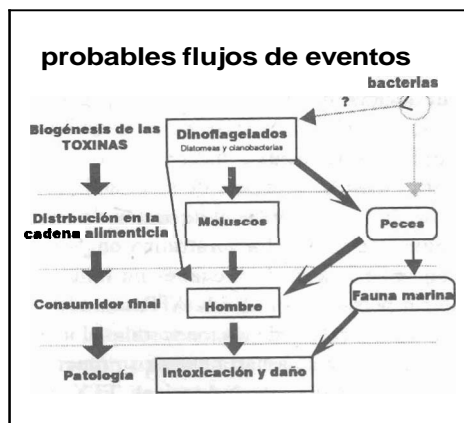 probables flujos de eventos
bacterias
?
Biogénesis de las
TOXINAS
Dinoflagelados
Diatomeas y cianobacterias
Distrbución en la
cadena alimenticia
Moluscos
Peces
Consumidor final
Hombre
Fauna marina
Patología
Intoxicación y daño